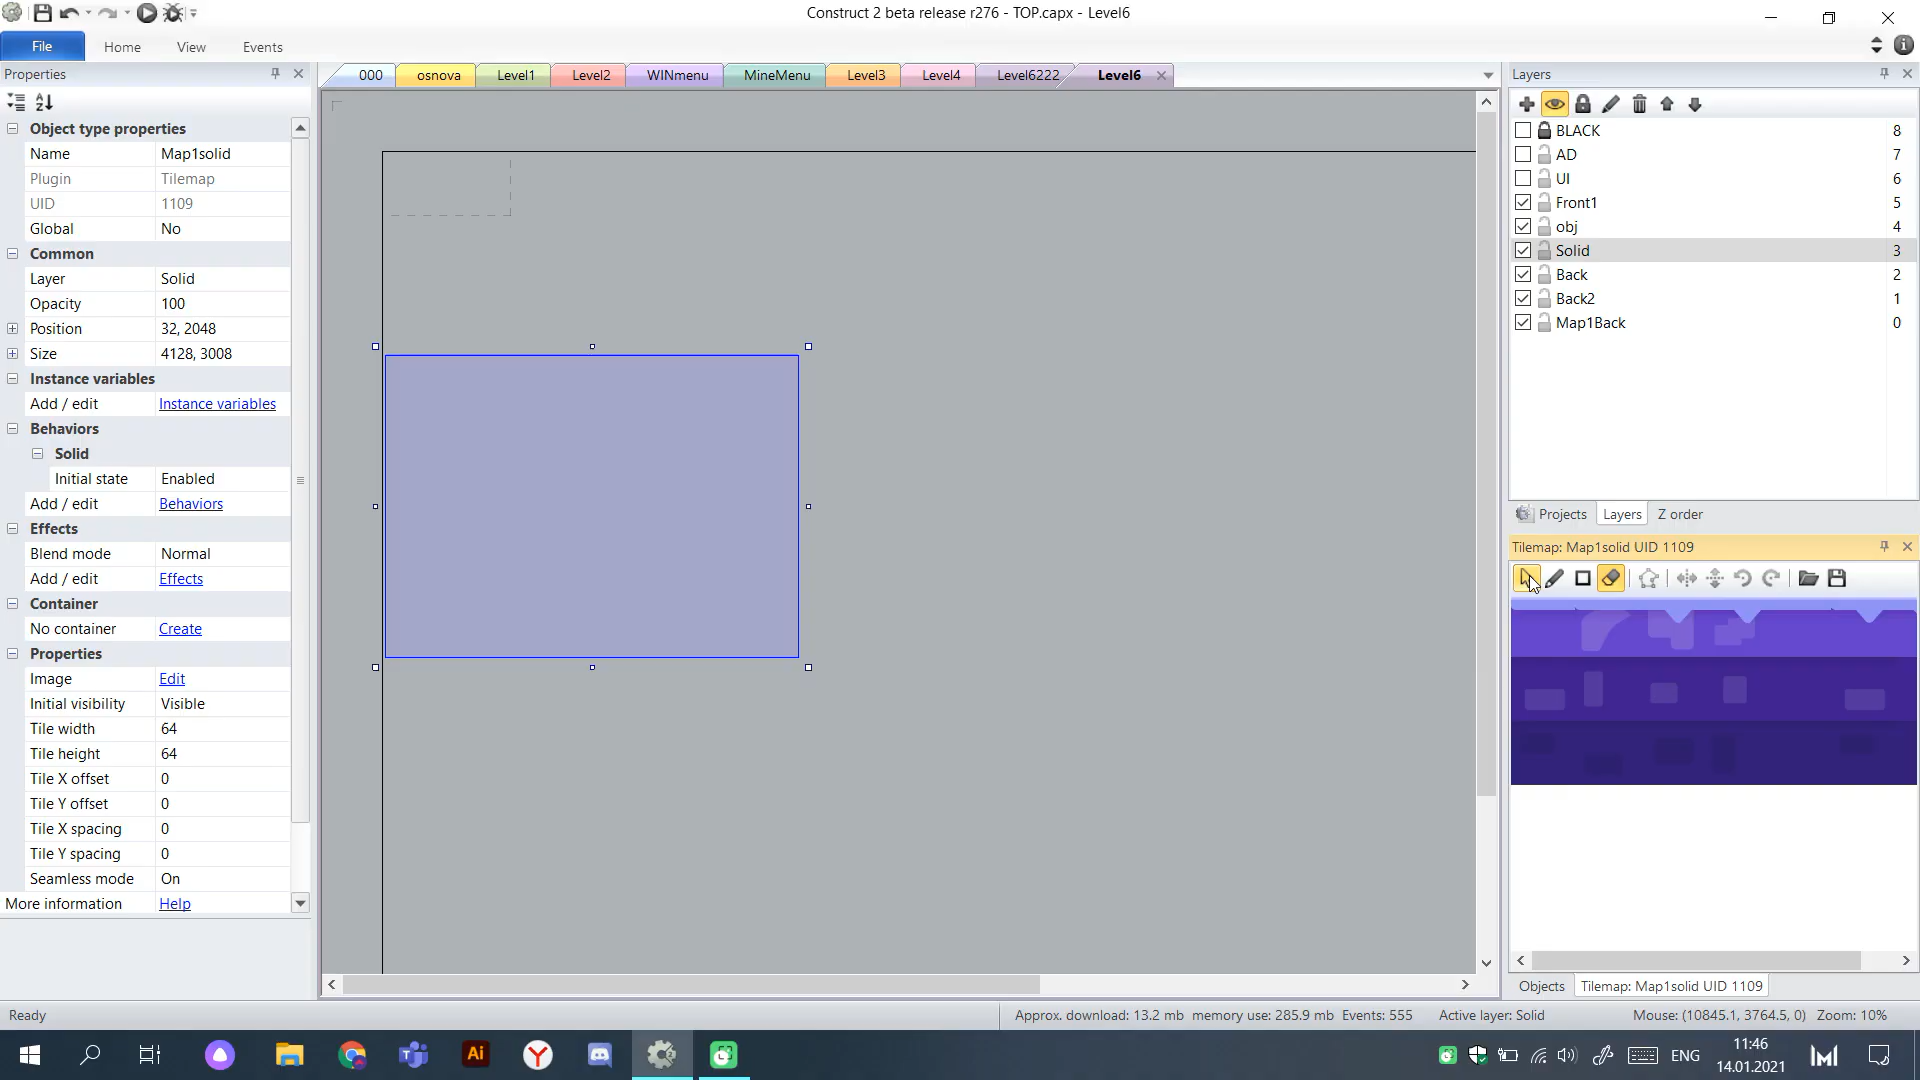 Construct 2 beta release r276 - TOP.capx - Level6
File
Home
View
Events
Properties
000
osnova
Level1
Level2
WINmenu
MineMenu
Level3
Level4
Level6222
Level6
Layers
Object type properties
Name Map1solid
Plugin Tilemap
UID 1109
Global No
Common
Layer Solid
Opacity 100
Position 32, 2048
Size 4128, 3008
Instance variables
Add / edit Instance variables
Behaviors
Solid
Initial state Enabled
Add / edit Behaviors
Effects
Blend mode Normal
Add / edit Effects
Container
No container Create
Properties
Image Edit
Initial visibility Visible
Tile width 64
Tile height 64
Tile X offset 0
Tile Y offset 0
Tile X spacing 0
Tile Y spacing 0
Seamless mode On
More information Help
BLACK 8
AD 7
UI 6
Front1 5
obj 4
Solid 3
Back 2
Back2 1
Map1Back 0
Projects
Layers
Z order
Tilemap: Map1solid UID 1109
Objects
Tilemap: Map1solid UID 1109
Ready
Approx. download: 13.2 mb memory use: 285.9 mb Events: 555
Active layer: Solid
Mouse: (10845.1, 3764.5, 0) Zoom: 10%
Ai
ENG
11:46
14.01.2021